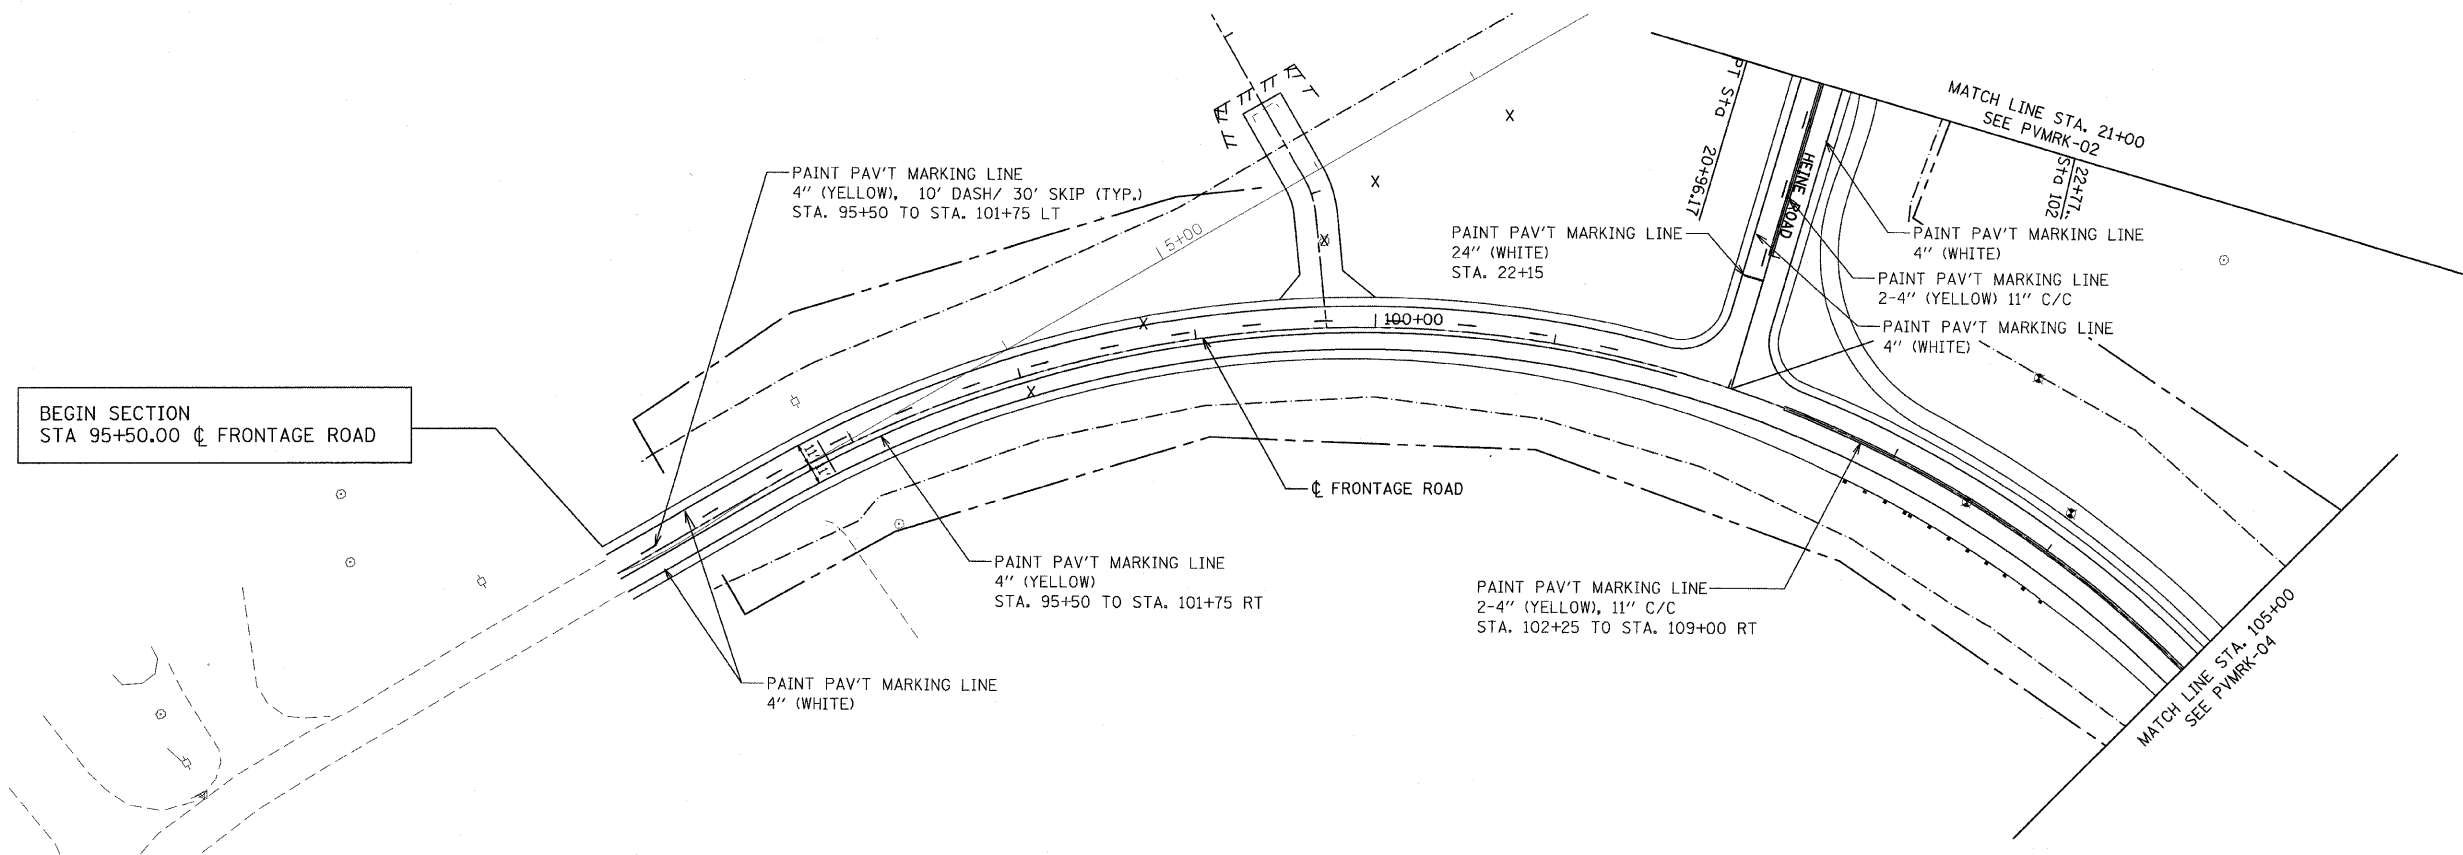 MATCH LINE STA. 21+00
SEE PVMRK-02
PT Sta 20+96.17
HEINE ROAD
Sta 102
22+77.
PAINT PAV'T MARKING LINE
4" (YELLOW), 10' DASH/ 30' SKIP (TYP.)
STA. 95+50 TO STA. 101+75 LT
15+00
PAINT PAV'T MARKING LINE
24" (WHITE)
STA. 22+15
PAINT PAV'T MARKING LINE
4" (WHITE)
PAINT PAV'T MARKING LINE
2-4" (YELLOW) 11" C/C
PAINT PAV'T MARKING LINE
4" (WHITE)
100+00
BEGIN SECTION
STA 95+50.00 ℄ FRONTAGE ROAD
11' 11'
℄ FRONTAGE ROAD
PAINT PAV'T MARKING LINE
4" (YELLOW)
STA. 95+50 TO STA. 101+75 RT
PAINT PAV'T MARKING LINE
2-4" (YELLOW), 11" C/C
STA. 102+25 TO STA. 109+00 RT
PAINT PAV'T MARKING LINE
4" (WHITE)
MATCH LINE STA. 105+00
SEE PVMRK-04